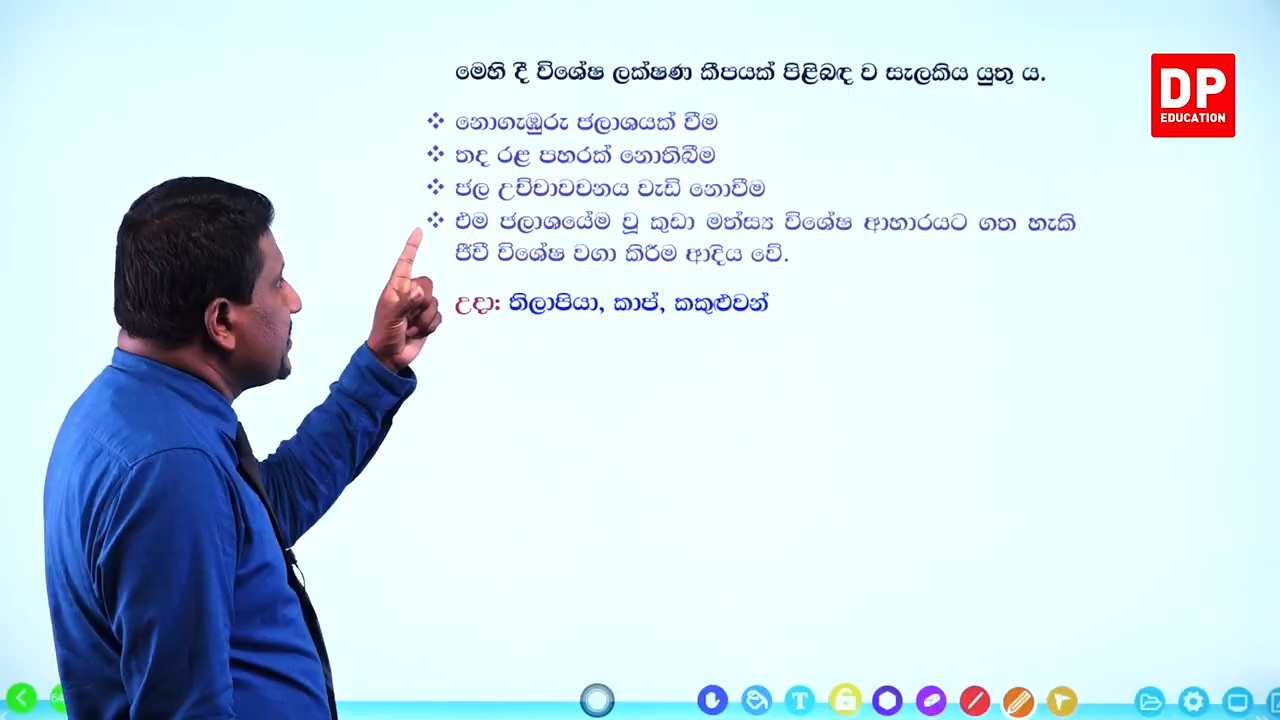 මෙහි දී විශේෂ ලක්ෂණ කීපයක් පිළිබඳ ව සැලකිය යුතු ය.
DP
EDUCATION
❖ නොගැඹුරු ජලාශයක් වීම
❖ තද රළ පහරක් නොතිබීම
❖ ජල උච්චාවචනය වැඩි නොවීම
❖ එම ජලාශයේම වූ කුඩා මත්ස්‍ය විශේෂ ආහාරයට ගත හැකි
ජීවී විශේෂ වගා කිරීම ආදිය වේ.
උදා: තිලාපියා, කාප්, කකුළුවන්